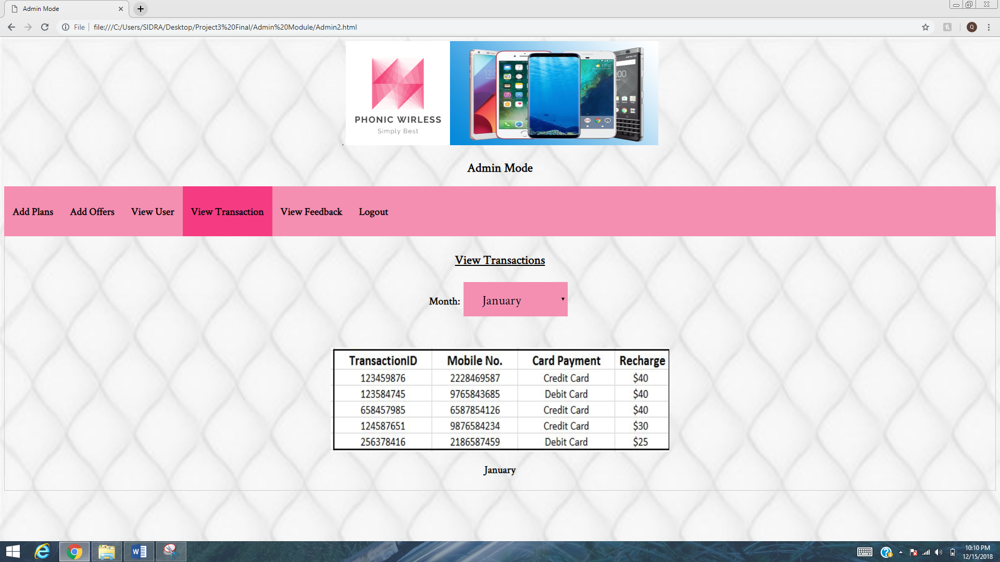 Admin Mode
File file:///C:/Users/SIDRA/Desktop/Project3%20Final/Admin%20Module/Admin2.html
Q
PHONIC WIRLESS
Simply Best
Admin Mode
Add Plans Add Offers View User View Transaction View Feedback Logout
View Transactions
Month: January
TransactionID Mobile No. Card Payment Recharge
123459876 2228469587 Credit Card $40
123584745 9765843685 Debit Card $40
658457985 6587854126 Credit Card $40
124587651 9876584234 Credit Card $30
256378416 2186587459 Debit Card $25
January
10:10 PM
12/15/2018